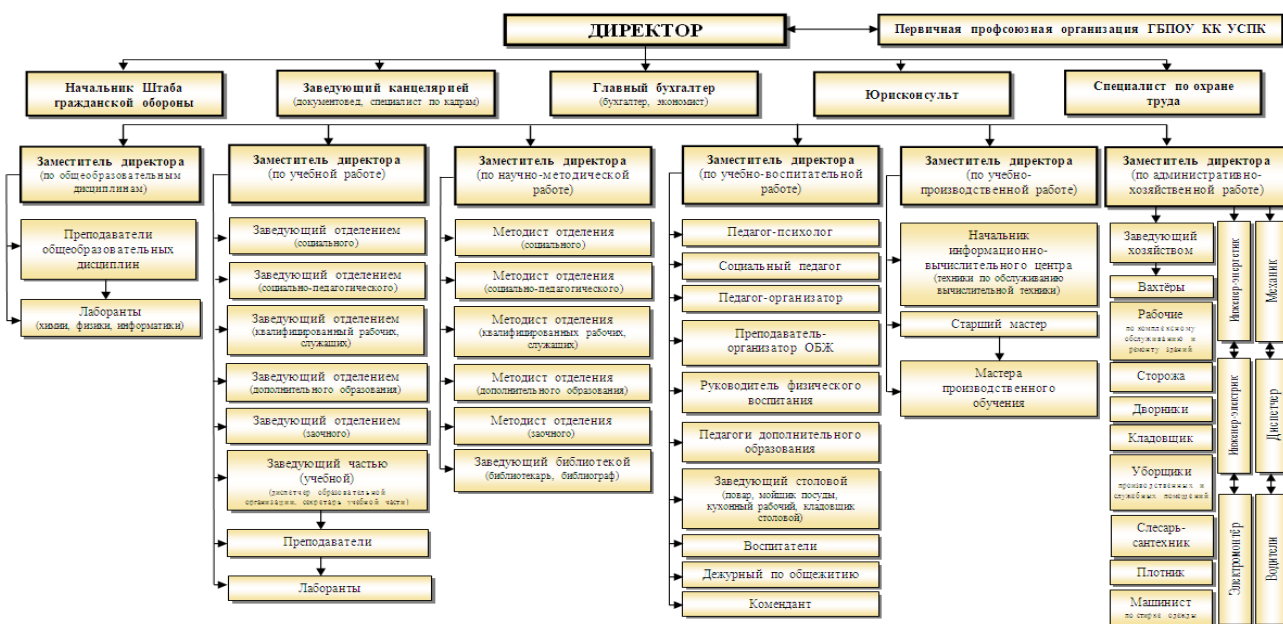 ДИРЕКТОР
Первичная профсоюзная организация ГБПОУ КК УСПК
Начальник Штаба
гражданской обороны
Заведующий канцелярией
(документовед, специалист по кадрам)
Главный бухгалтер
(бухгалтер, экономист)
Юрисконсульт
Специалист по охране
труда
Заместитель директора
(по общеобразовательным
дисциплинам)
Преподаватели
общеобразовательных
дисциплин
Лаборанты
(химии, физики, информатики)
Заместитель директора
(по учебной работе)
Заведующий отделением
(социального)
Заведующий отделением
(социально-педагогического)
Заведующий отделением
(квалифицированный рабочих,
служащих)
Заведующий отделением
(дополнительного образования)
Заведующий отделением
(заочного)
Заведующий частью
(учебной)
(диспетчер образовательной
организации, секретарь учебной части)
Преподаватели
Лаборанты
Заместитель директора
(по научно-методической
работе)
Методист отделения
(социального)
Методист отделения
(социально-педагогического)
Методист отделения
(квалифицированных рабочих,
служащих)
Методист отделения
(дополнительного образования)
Методист отделения
(заочного)
Заведующий библиотекой
(библиотекарь, библиограф)
Заместитель директора
(по учебно-воспитательной
работе)
Педагог-психолог
Социальный педагог
Педагог-организатор
Преподаватель-
организатор ОБЖ
Руководитель физического
воспитания
Педагоги дополнительного
образования
Заведующий столовой
(повар, мойщик посуды,
кухонный рабочий, кладовщик
столовой)
Воспитатели
Дежурный по общежитию
Комендант
Заместитель директора
(по учебно-
производственной работе)
Начальник
информационно-
вычислительного центра
(техники по обслуживанию
вычислительной техники)
Старший мастер
Мастера
производственного
обучения
Заместитель директора
(по административно-
хозяйственной работе)
Заведующий
хозяйством
Вахтёры
Рабочие
по комплексному
обслуживанию и
ремонту зданий
Сторожа
Дворники
Кладовщик
Уборщики
производственных и
служебных помещений
Слесарь-
сантехник
Плотник
Машинист
по стирке одежды
Инженер-энергетик
Инженер-электрик
Электромонтёр
Механик
Диспетчер
Водители